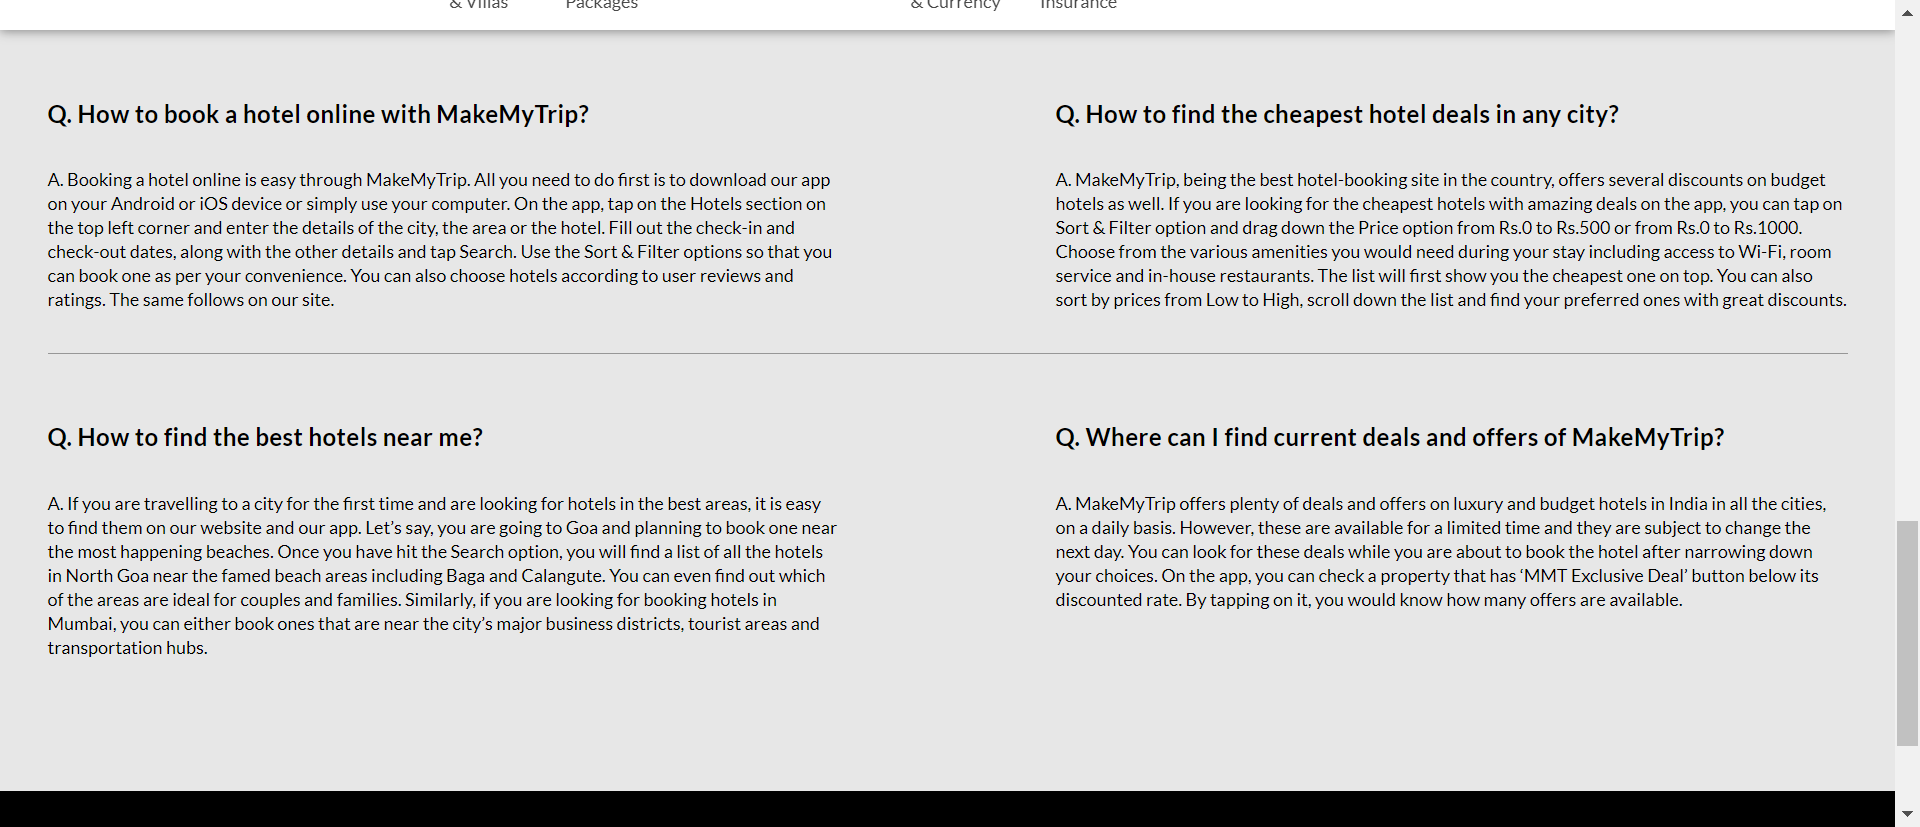 & Villas
Packages
& Currency
Insurance
Q. How to book a hotel online with MakeMyTrip?
A. Booking a hotel online is easy through MakeMyTrip. All you need to do first is to download our app
on your Android or iOS device or simply use your computer. On the app, tap on the Hotels section on
the top left corner and enter the details of the city, the area or the hotel. Fill out the check-in and
check-out dates, along with the other details and tap Search. Use the Sort & Filter options so that you
can book one as per your convenience. You can also choose hotels according to user reviews and
ratings. The same follows on our site.
Q. How to find the cheapest hotel deals in any city?
A. MakeMyTrip, being the best hotel-booking site in the country, offers several discounts on budget
hotels as well. If you are looking for the cheapest hotels with amazing deals on the app, you can tap on
Sort & Filter option and drag down the Price option from Rs.0 to Rs.500 or from Rs.0 to Rs.1000.
Choose from the various amenities you would need during your stay including access to Wi-Fi, room
service and in-house restaurants. The list will first show you the cheapest one on top. You can also
sort by prices from Low to High, scroll down the list and find your preferred ones with great discounts.
Q. How to find the best hotels near me?
A. If you are travelling to a city for the first time and are looking for hotels in the best areas, it is easy
to find them on our website and our app. Let’s say, you are going to Goa and planning to book one near
the most happening beaches. Once you have hit the Search option, you will find a list of all the hotels
in North Goa near the famed beach areas including Baga and Calangute. You can even find out which
of the areas are ideal for couples and families. Similarly, if you are looking for booking hotels in
Mumbai, you can either book ones that are near the city’s major business districts, tourist areas and
transportation hubs.
Q. Where can I find current deals and offers of MakeMyTrip?
A. MakeMyTrip offers plenty of deals and offers on luxury and budget hotels in India in all the cities,
on a daily basis. However, these are available for a limited time and they are subject to change the
next day. You can look for these deals while you are about to book the hotel after narrowing down
your choices. On the app, you can check a property that has ‘MMT Exclusive Deal’ button below its
discounted rate. By tapping on it, you would know how many offers are available.